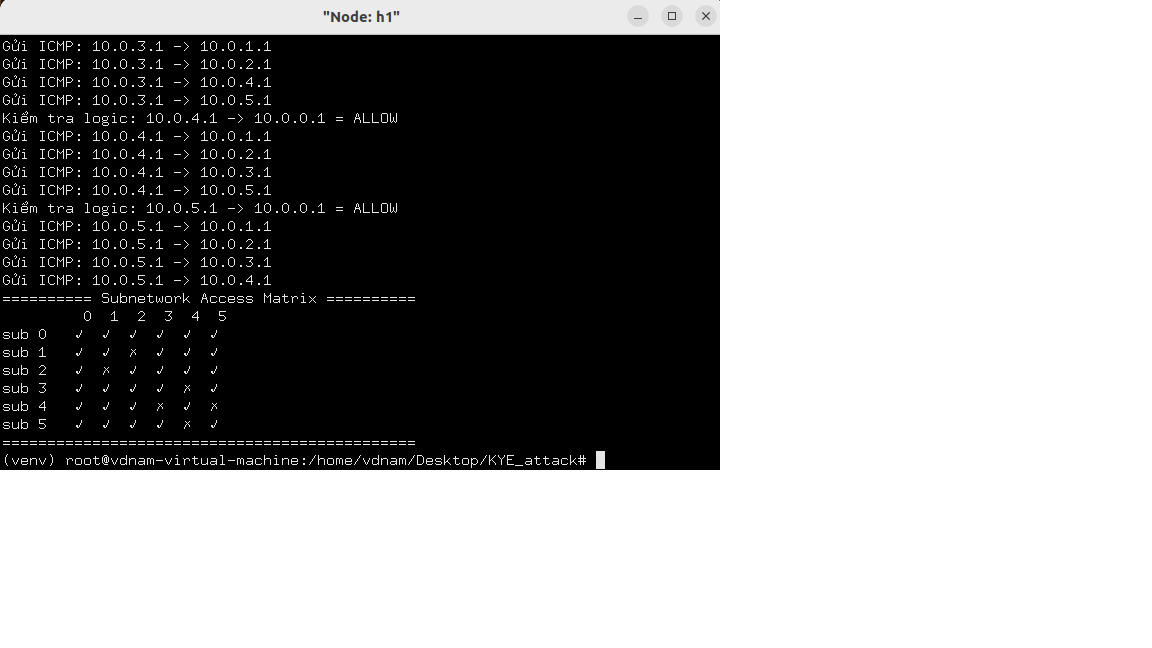 "Node: h1"
Gửi ICMP: 10.0.3.1 -> 10.0.1.1
Gửi ICMP: 10.0.3.1 -> 10.0.2.1
Gửi ICMP: 10.0.3.1 -> 10.0.4.1
Gửi ICMP: 10.0.3.1 -> 10.0.5.1
Kiểm tra logic: 10.0.4.1 -> 10.0.0.1 = ALLOW
Gửi ICMP: 10.0.4.1 -> 10.0.1.1
Gửi ICMP: 10.0.4.1 -> 10.0.2.1
Gửi ICMP: 10.0.4.1 -> 10.0.3.1
Gửi ICMP: 10.0.4.1 -> 10.0.5.1
Kiểm tra logic: 10.0.5.1 -> 10.0.0.1 = ALLOW
Gửi ICMP: 10.0.5.1 -> 10.0.1.1
Gửi ICMP: 10.0.5.1 -> 10.0.2.1
Gửi ICMP: 10.0.5.1 -> 10.0.3.1
Gửi ICMP: 10.0.5.1 -> 10.0.4.1
========== Subnetwork Access Matrix ==========
0 1 2 3 4 5
sub 0 ✓ ✓ ✓ ✓ ✓ ✓
sub 1 ✓ ✓ ✗ ✓ ✓ ✓
sub 2 ✓ ✗ ✓ ✓ ✓ ✓
sub 3 ✓ ✓ ✓ ✓ ✗ ✓
sub 4 ✓ ✓ ✓ ✗ ✓ ✗
sub 5 ✓ ✓ ✓ ✓ ✗ ✓
==============================================
(venv) root@vdnam-virtual-machine:/home/vdnam/Desktop/KYE_attack#